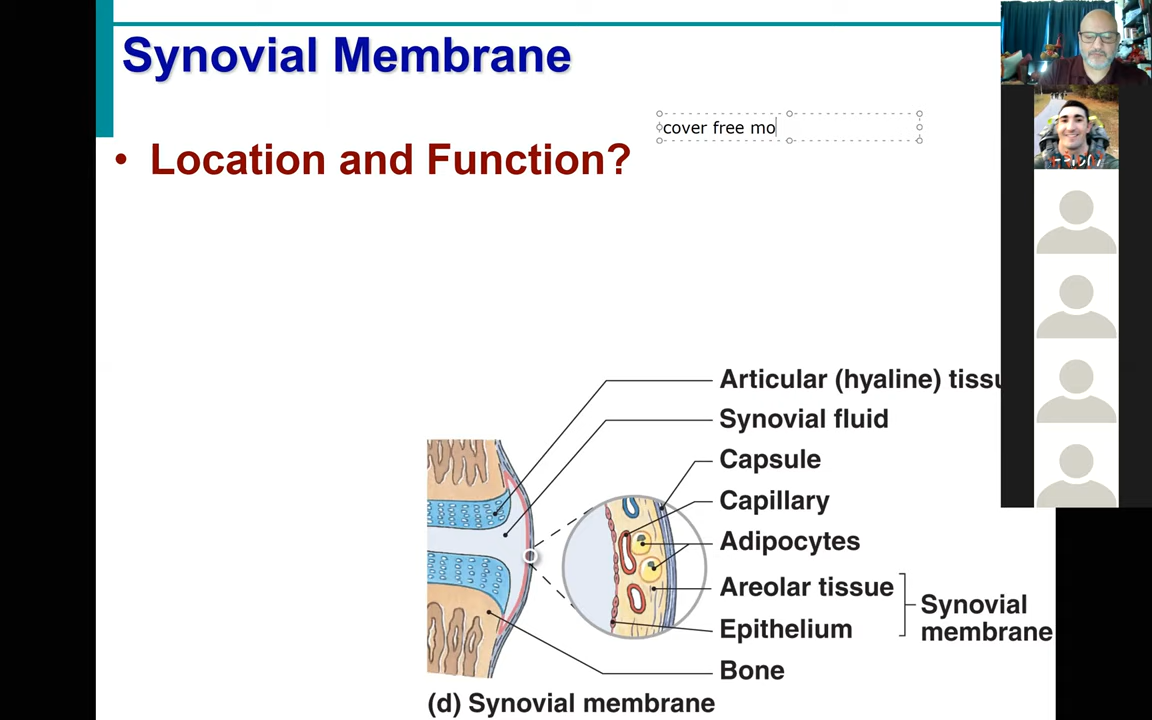 Synovial Membrane
cover free mo
• Location and Function?
Articular (hyaline) tissu
Synovial fluid
Capsule
Capillary
Adipocytes
Areolar tissue
Synovial
membrane
Epithelium
Bone
(d) Synovial membrane